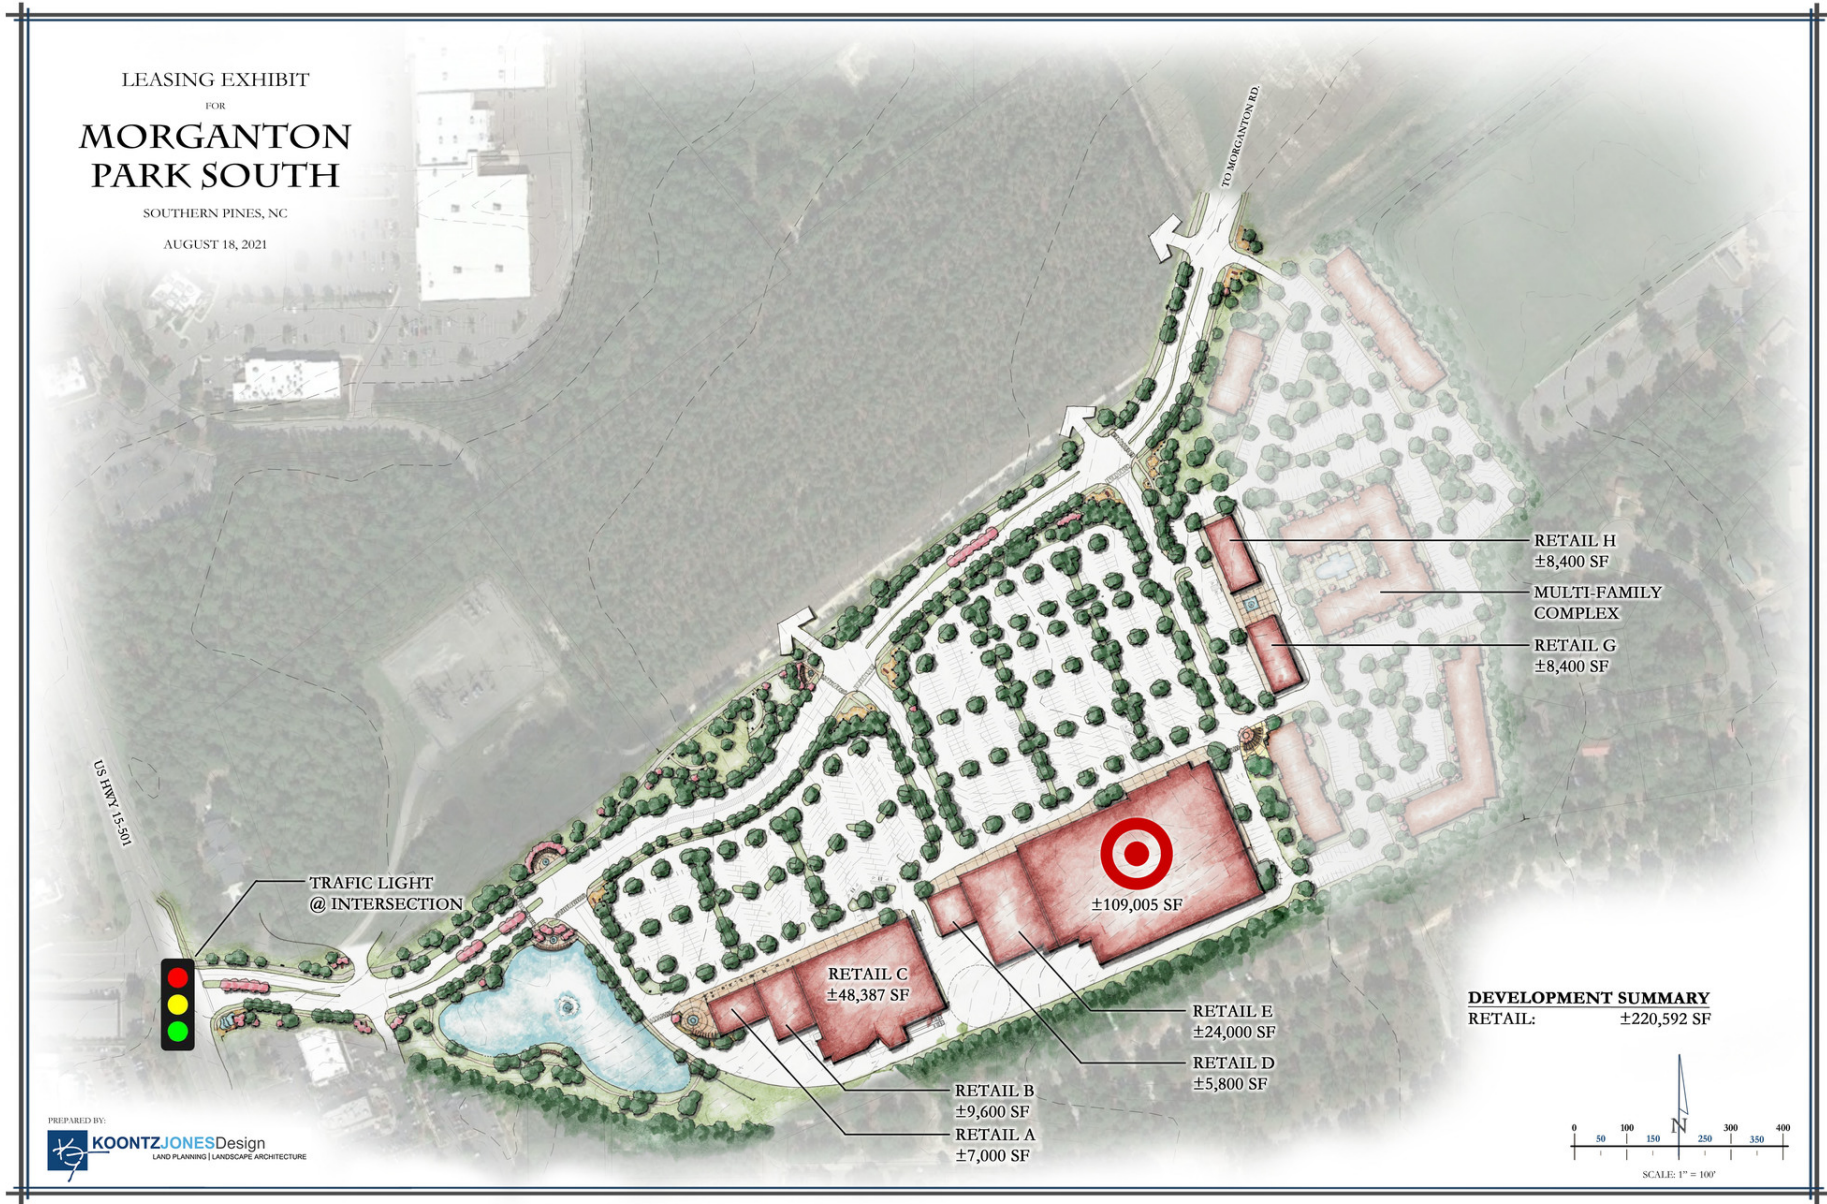 LEASING EXHIBIT
FOR
MORGANTON
PARK SOUTH
SOUTHERN PINES, NC
AUGUST 18, 2021
TO MORGANTON RD.
RETAIL H
±8,400 SF
MULTI-FAMILY
COMPLEX
RETAIL G
±8,400 SF
US HWY 15-501
TRAFIC LIGHT
@ INTERSECTION
±109,005 SF
RETAIL C
±48,387 SF
RETAIL E
±24,000 SF
RETAIL D
±5,800 SF
RETAIL B
±9,600 SF
RETAIL A
±7,000 SF
DEVELOPMENT SUMMARY
RETAIL: ±220,592 SF
N
0 100 300 400
50 150 250 350
SCALE: 1" = 100'
PREPARED BY:
KOONTZJONESDesign
LAND PLANNING | LANDSCAPE ARCHITECTURE